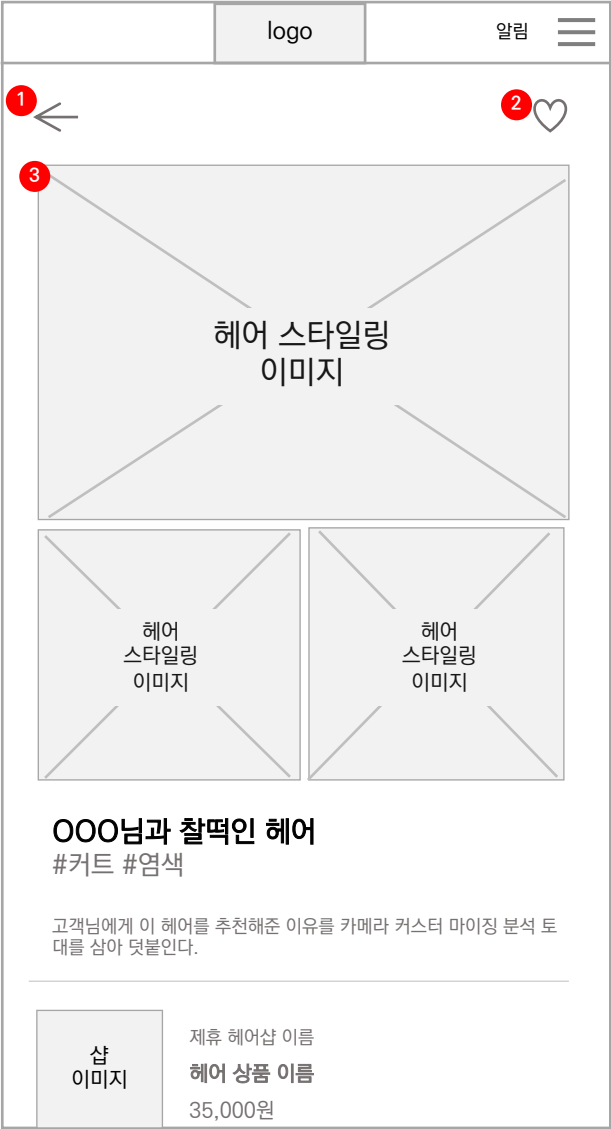 logo
알림
1
2
3
헤어 스타일링
이미지
헤어
스타일링
이미지
헤어
스타일링
이미지
OOO님과 찰떡인 헤어
#커트 #염색
고객님에게 이 헤어를 추천해준 이유를 카메라 커스터 마이징 분석 토
대를 삼아 덧붙인다.
샵
이미지
제휴 헤어샵 이름
헤어 상품 이름
35,000원